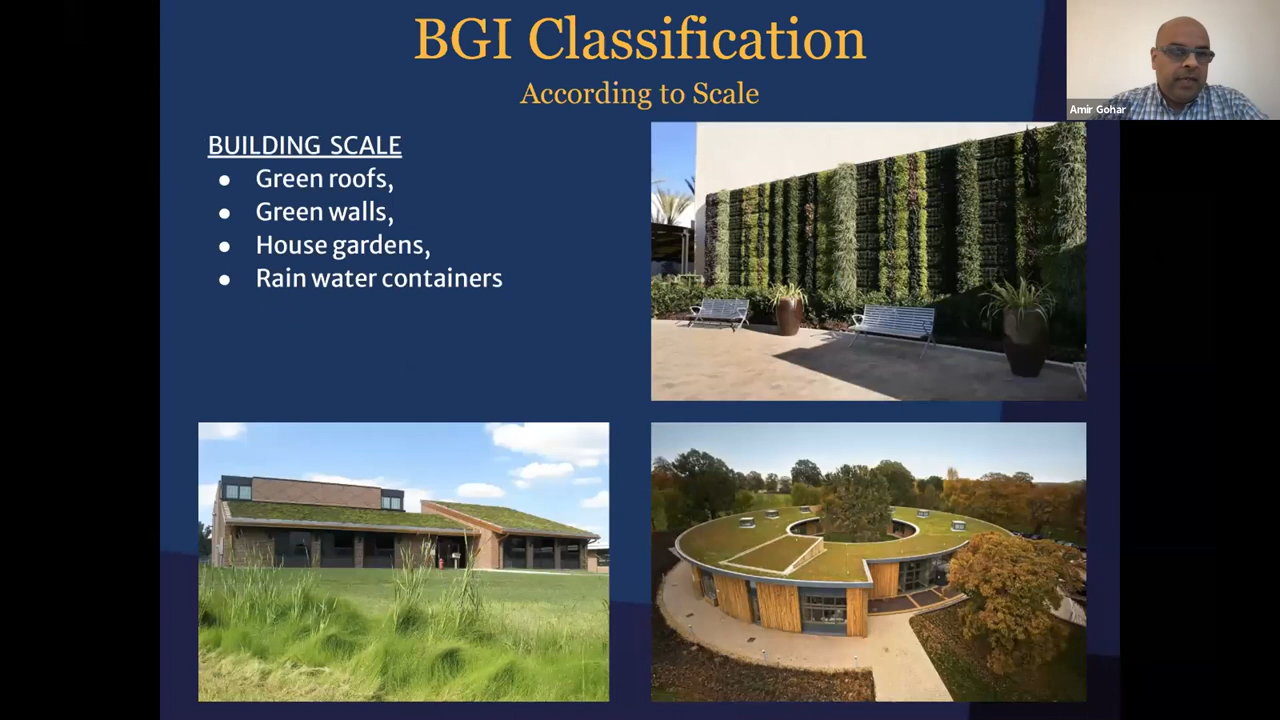 BGI Classification
According to Scale
Amir Gohar
BUILDING SCALE
● Green roofs,
● Green walls,
● House gardens,
● Rain water containers